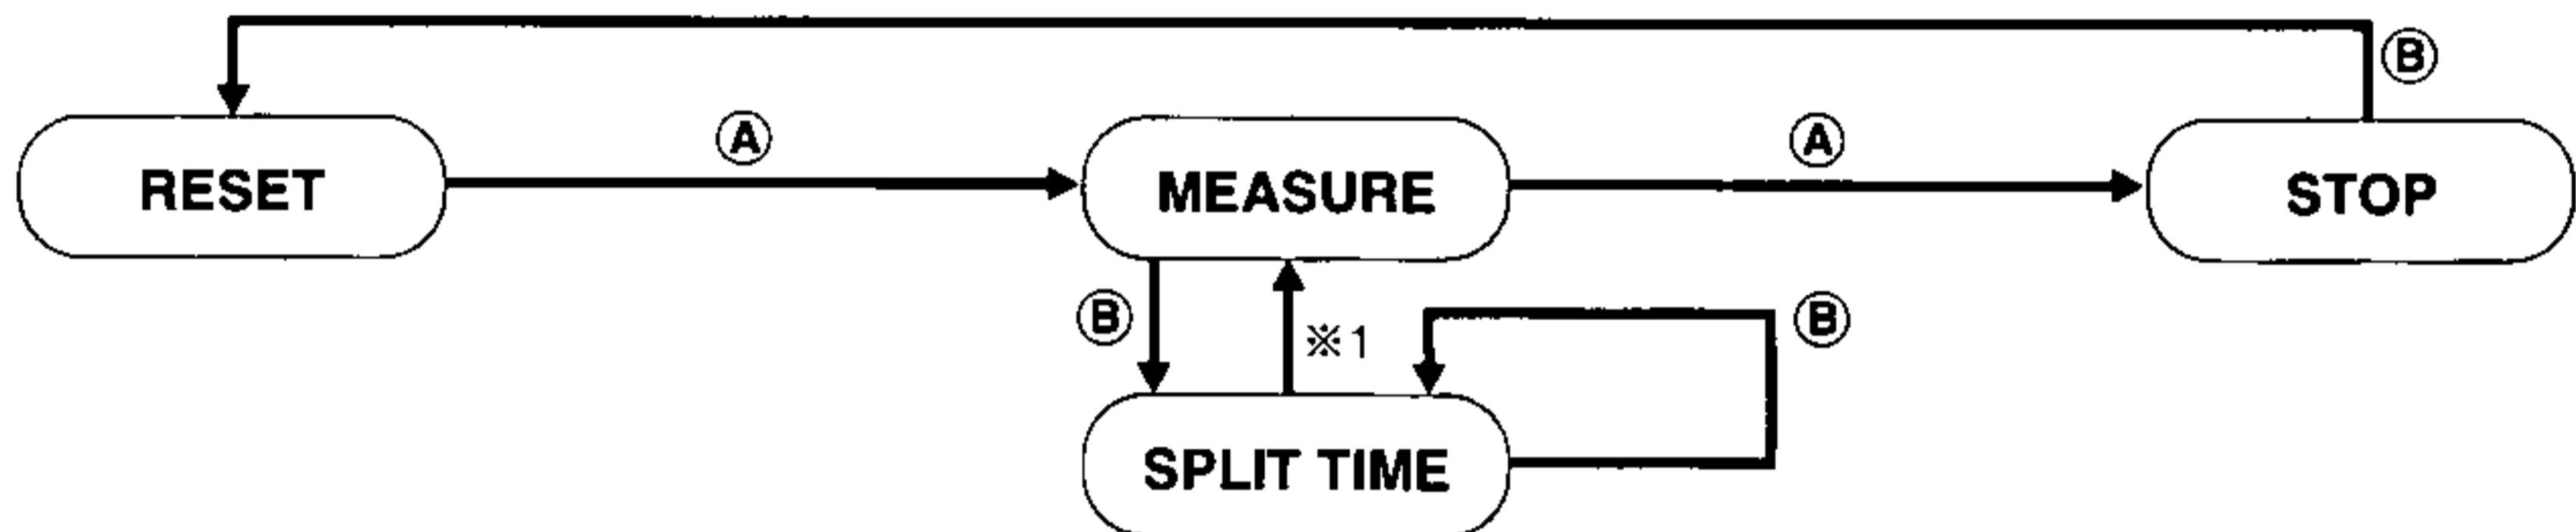 Ⓑ
Ⓐ Ⓐ
RESET MEASURE STOP
Ⓑ ※1 Ⓑ
SPLIT TIME